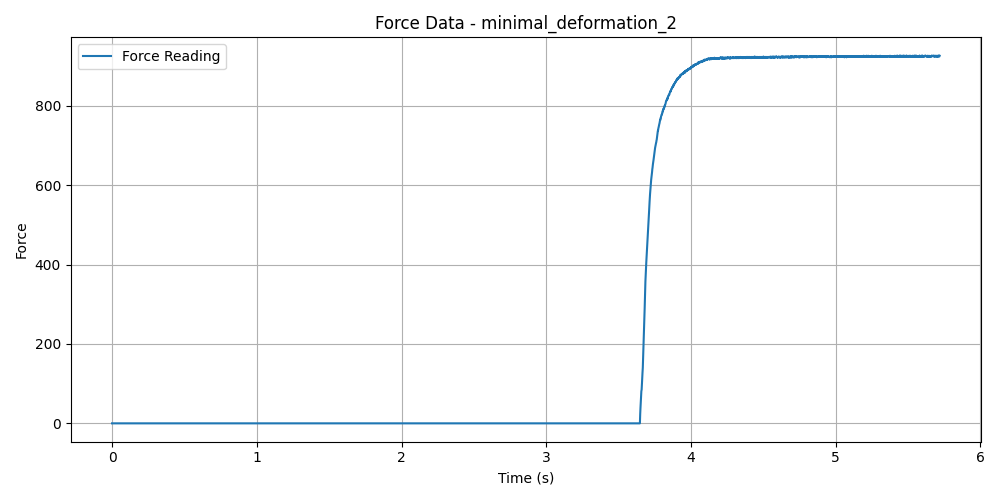 Force Data - minimal_deformation_2
Force Reading
Force
800
600
400
200
0
0 1 2 3 4 5 6
Time (s)